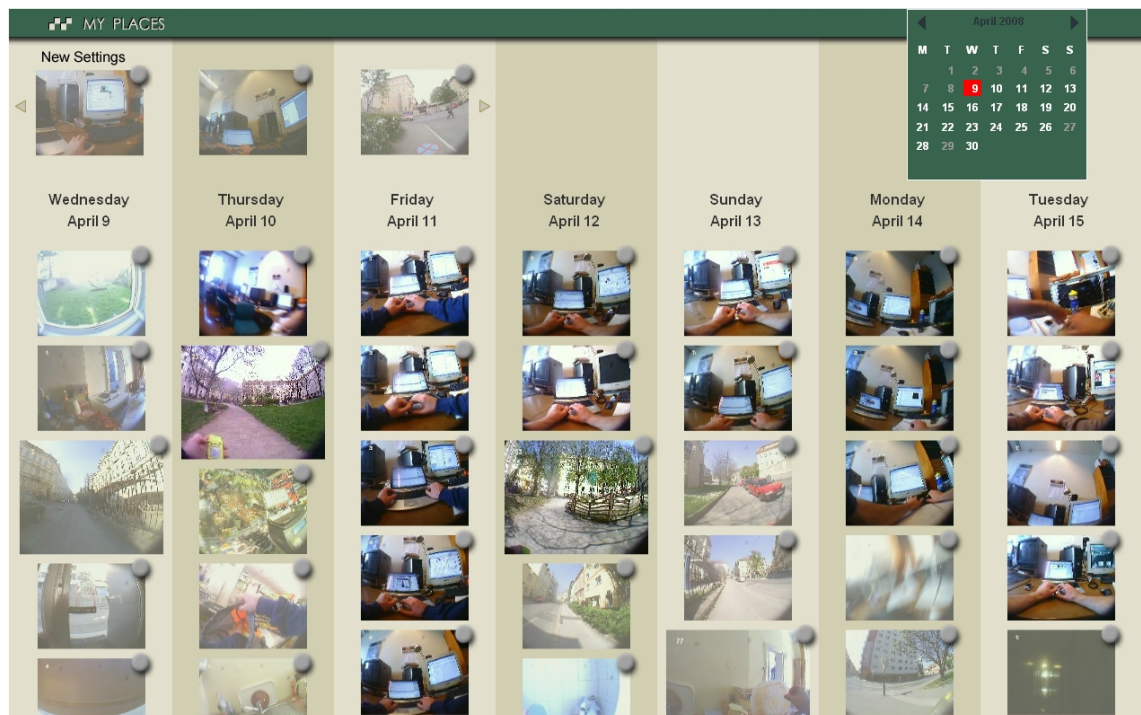 MY PLACES
April 2008
M T W T F S S
1 2 3 4 5 6
7 8 9 10 11 12 13
14 15 16 17 18 19 20
21 22 23 24 25 26 27
28 29 30
New Settings
Wednesday April 9
Thursday April 10
Friday April 11
Saturday April 12
Sunday April 13
Monday April 14
Tuesday April 15